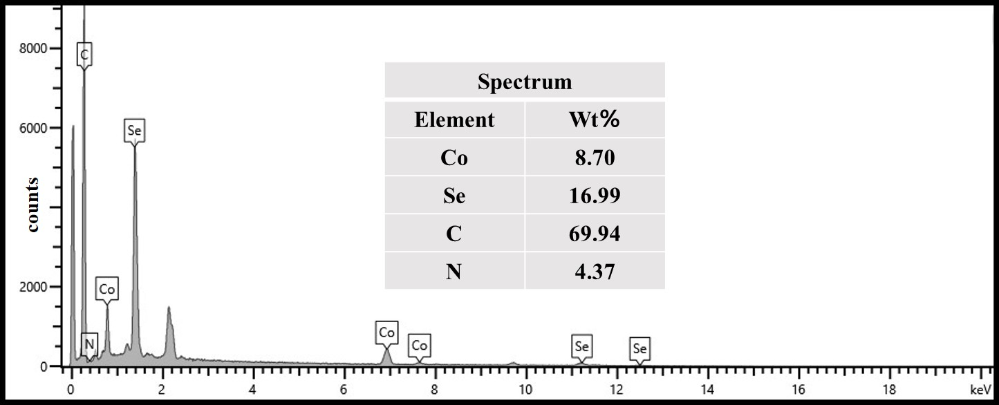 8000
6000
counts
2000
0
C
Se
Co
N
Co
Co
Se
Se
Spectrum
Element Wt%
Co 8.70
Se 16.99
C 69.94
N 4.37
0 2 4 6 8 10 12 14 16 18 keV